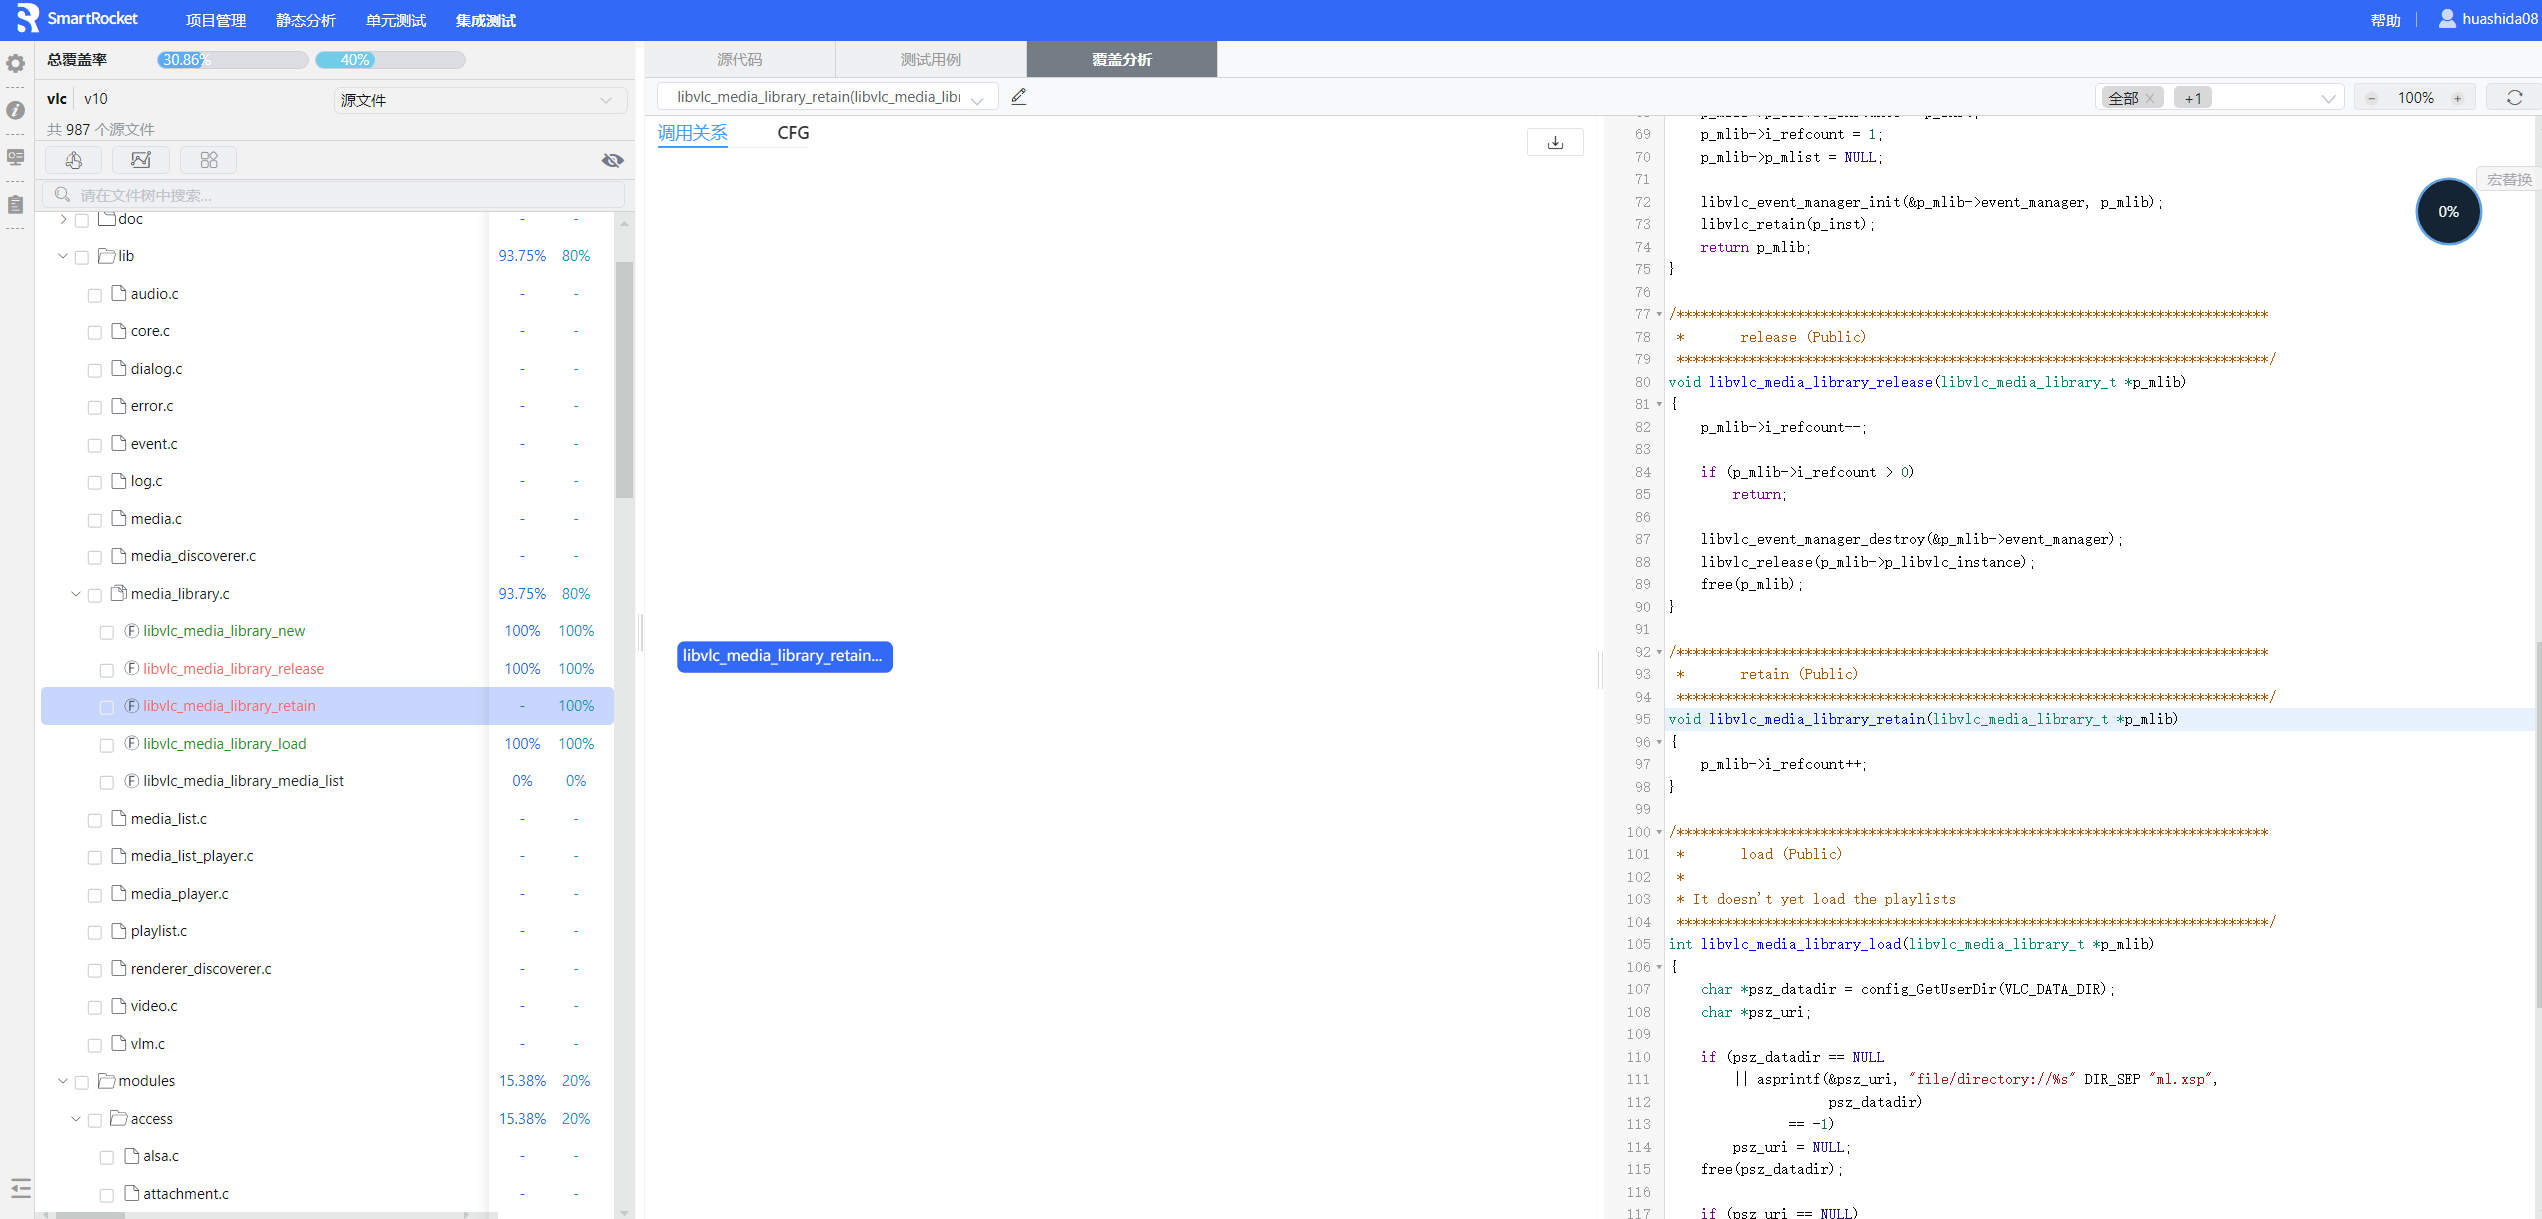 SmartRocket 项目管理 静态分析 单元测试 集成测试 帮助 huashida08
总覆盖率 30.86% 40%
vlc v10 源文件
共 987 个源文件
请在文件树中搜索...
doc - -
lib 93.75% 80%
audio.c - -
core.c - -
dialog.c - -
error.c - -
event.c - -
log.c - -
media.c - -
media_discoverer.c - -
media_library.c 93.75% 80%
F libvlc_media_library_new 100% 100%
F libvlc_media_library_release 100% 100%
F libvlc_media_library_retain - 100%
F libvlc_media_library_load 100% 100%
F libvlc_media_library_media_list 0% 0%
media_list.c - -
media_list_player.c - -
media_player.c - -
playlist.c - -
renderer_discoverer.c - -
video.c - -
vlm.c - -
modules 15.38% 20%
access 15.38% 20%
alsa.c - -
attachment.c - -
源代码 测试用例 覆盖分析
libvlc_media_library_retain(libvlc_media_libr
全部 × +1 100%
调用关系 CFG
libvlc_media_library_retain...
宏替换
0%
69 p_mlib->i_refcount = 1;
70 p_mlib->p_mlist = NULL;
71
72 libvlc_event_manager_init(&p_mlib->event_manager, p_mlib);
73 libvlc_retain(p_inst);
74 return p_mlib;
75 }
76
77 /**************************************************************************
78 * release (Public)
79 **************************************************************************/
80 void libvlc_media_library_release(libvlc_media_library_t *p_mlib)
81 {
82 p_mlib->i_refcount--;
83
84 if (p_mlib->i_refcount > 0)
85 return;
86
87 libvlc_event_manager_destroy(&p_mlib->event_manager);
88 libvlc_release(p_mlib->p_libvlc_instance);
89 free(p_mlib);
90 }
91
92 /**************************************************************************
93 * retain (Public)
94 **************************************************************************/
95 void libvlc_media_library_retain(libvlc_media_library_t *p_mlib)
96 {
97 p_mlib->i_refcount++;
98 }
99
100 /**************************************************************************
101 * load (Public)
102 *
103 * It doesn't yet load the playlists
104 **************************************************************************/
105 int libvlc_media_library_load(libvlc_media_library_t *p_mlib)
106 {
107 char *psz_datadir = config_GetUserDir(VLC_DATA_DIR);
108 char *psz_uri;
109
110 if (psz_datadir == NULL
111 || asprintf(&psz_uri, "file/directory://%s" DIR_SEP "ml.xsp",
112 psz_datadir)
113 == -1)
114 psz_uri = NULL;
115 free(psz_datadir);
116
117 if (psz_uri == NULL)